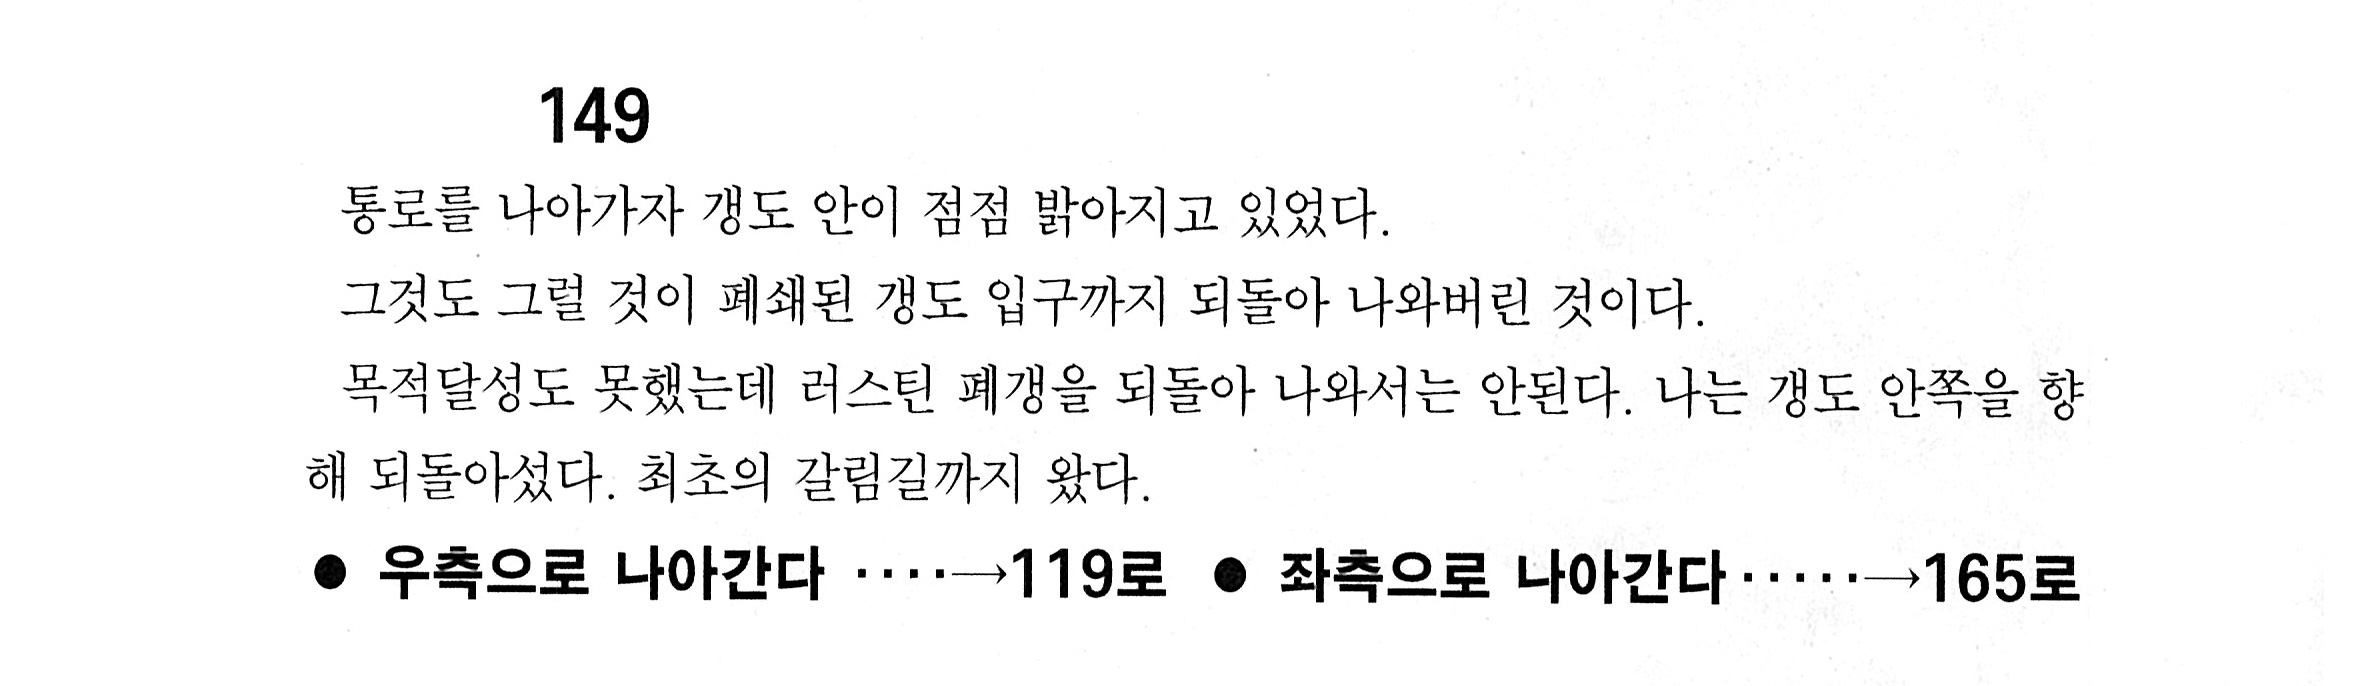 149
통로를 나아가자 갱도 안이 점점 밝아지고 있었다.
그것도 그럴 것이 폐쇄된 갱도 입구까지 되돌아 나와버린 것이다.
목적달성도 못했는데 러스틴 폐갱을 되돌아 나와서는 안된다. 나는 갱도 안쪽을 향
해 되돌아섰다. 최초의 갈림길까지 왔다.
● 우측으로 나아간다 ····→119로 ● 좌측으로 나아간다·····→165로